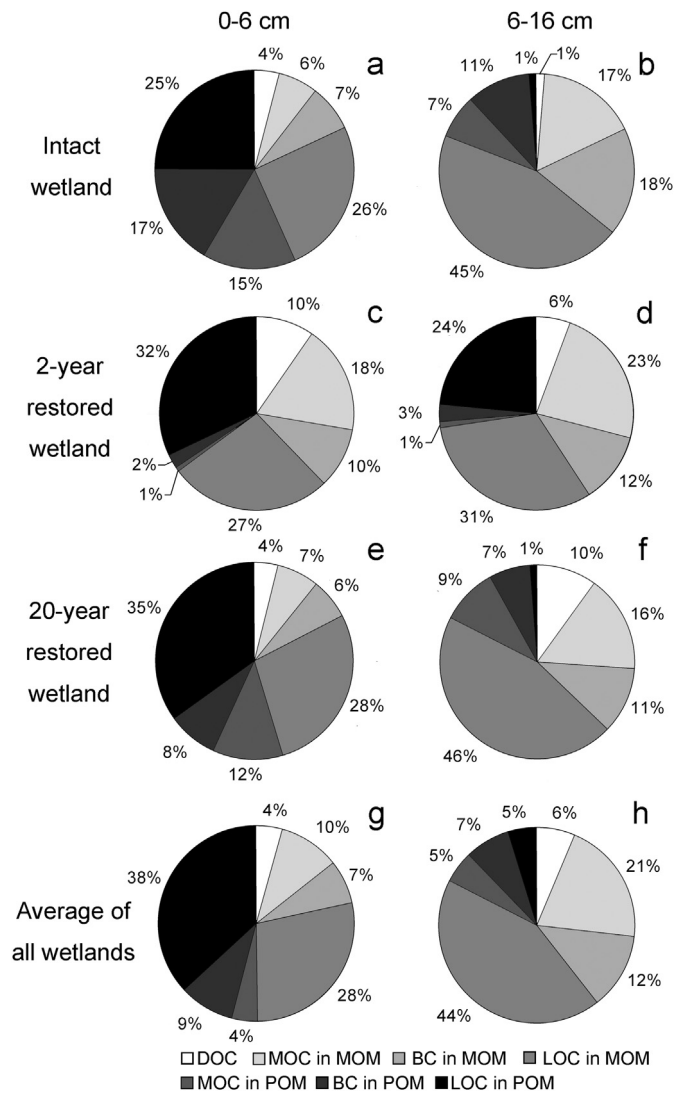 0-6 cm 6-16 cm
Intact
wetland
a
4%
6%
7%
26%
15%
17%
25%
b
1%
17%
18%
45%
7%
11%
1%
2-year
restored
wetland
c
10%
18%
10%
27%
1%
2%
32%
d
6%
23%
12%
31%
1%
3%
24%
20-year
restored
wetland
e
4%
7%
6%
28%
12%
8%
35%
f
10%
16%
11%
46%
9%
7%
1%
Average of
all wetlands
g
4%
10%
7%
28%
4%
9%
38%
h
6%
21%
12%
44%
5%
7%
5%
DOC MOC in MOM BC in MOM LOC in MOM
MOC in POM BC in POM LOC in POM